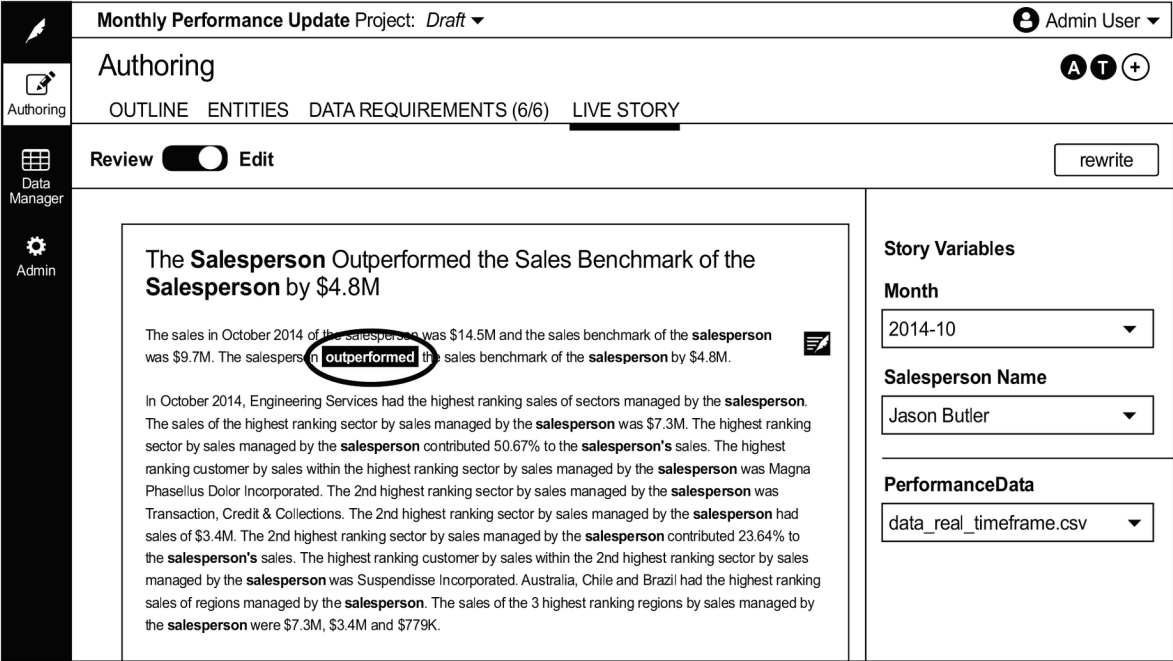 Monthly Performance Update Project: Draft
Admin User
Authoring
A T +
Authoring
OUTLINE ENTITIES DATA REQUIREMENTS (6/6) LIVE STORY
Review Edit
rewrite
Data
Manager
Admin
The Salesperson Outperformed the Sales Benchmark of the
Salesperson by $4.8M
The sales in October 2014 of the salesperson was $14.5M and the sales benchmark of the salesperson
was $9.7M. The salesperson outperformed the sales benchmark of the salesperson by $4.8M.
In October 2014, Engineering Services had the highest ranking sales of sectors managed by the salesperson.
The sales of the highest ranking sector by sales managed by the salesperson was $7.3M. The highest ranking
sector by sales managed by the salesperson contributed 50.67% to the salesperson's sales. The highest
ranking customer by sales within the highest ranking sector by sales managed by the salesperson was Magna
Phasellus Dolor Incorporated. The 2nd highest ranking sector by sales managed by the salesperson was
Transaction, Credit & Collections. The 2nd highest ranking sector by sales managed by the salesperson had
sales of $3.4M. The 2nd highest ranking sector by sales managed by the salesperson contributed 23.64% to
the salesperson's sales. The highest ranking customer by sales within the 2nd highest ranking sector by sales
managed by the salesperson was Suspendisse Incorporated. Australia, Chile and Brazil had the highest ranking
sales of regions managed by the salesperson. The sales of the 3 highest ranking regions by sales managed by
the salesperson were $7.3M, $3.4M and $779K.
Story Variables
Month
2014-10
Salesperson Name
Jason Butler
PerformanceData
data_real_timeframe.csv